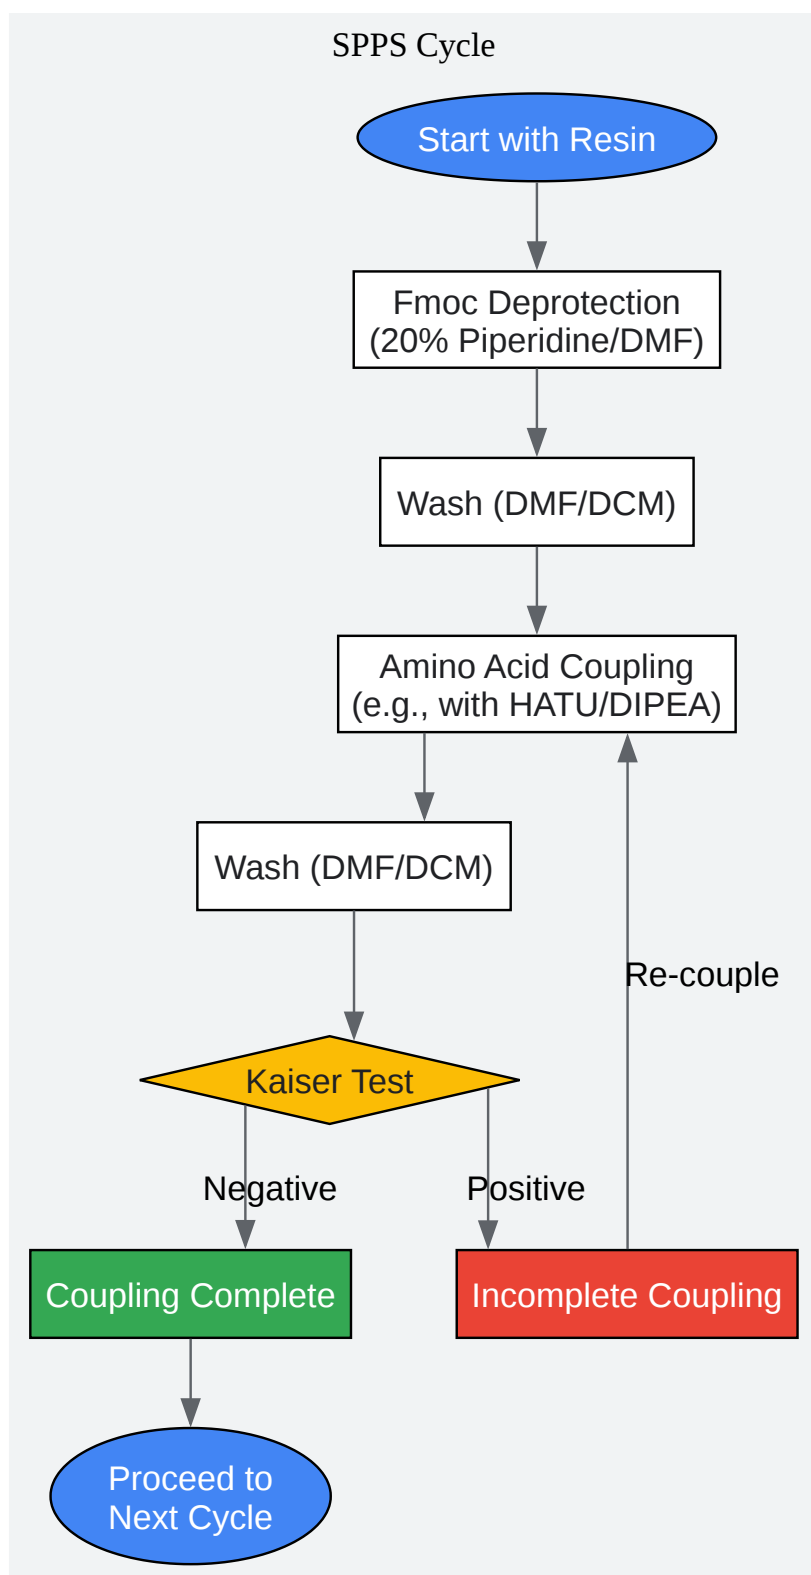 SPPS Cycle
Start with Resin
Fmoc Deprotection
(20% Piperidine/DMF)
Wash (DMF/DCM)
Amino Acid Coupling
(e.g., with HATU/DIPEA)
Wash (DMF/DCM)
Re-couple
Kaiser Test
Negative
Positive
Coupling Complete
Incomplete Coupling
Proceed to
Next Cycle